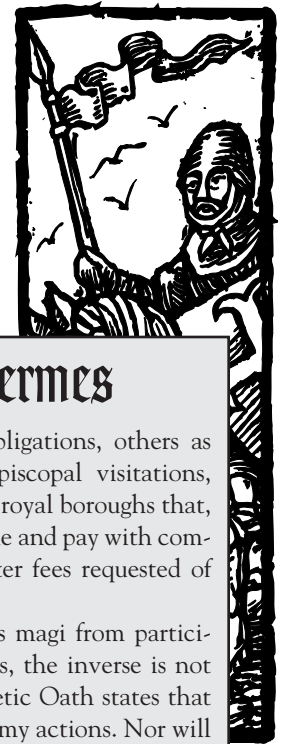 ermes
bligations, others as
piscopal visitations,
royal boroughs that,
e and pay with com-
ter fees requested of
s magi from partici-
s, the inverse is not
etic Oath states that
my actions. Nor will